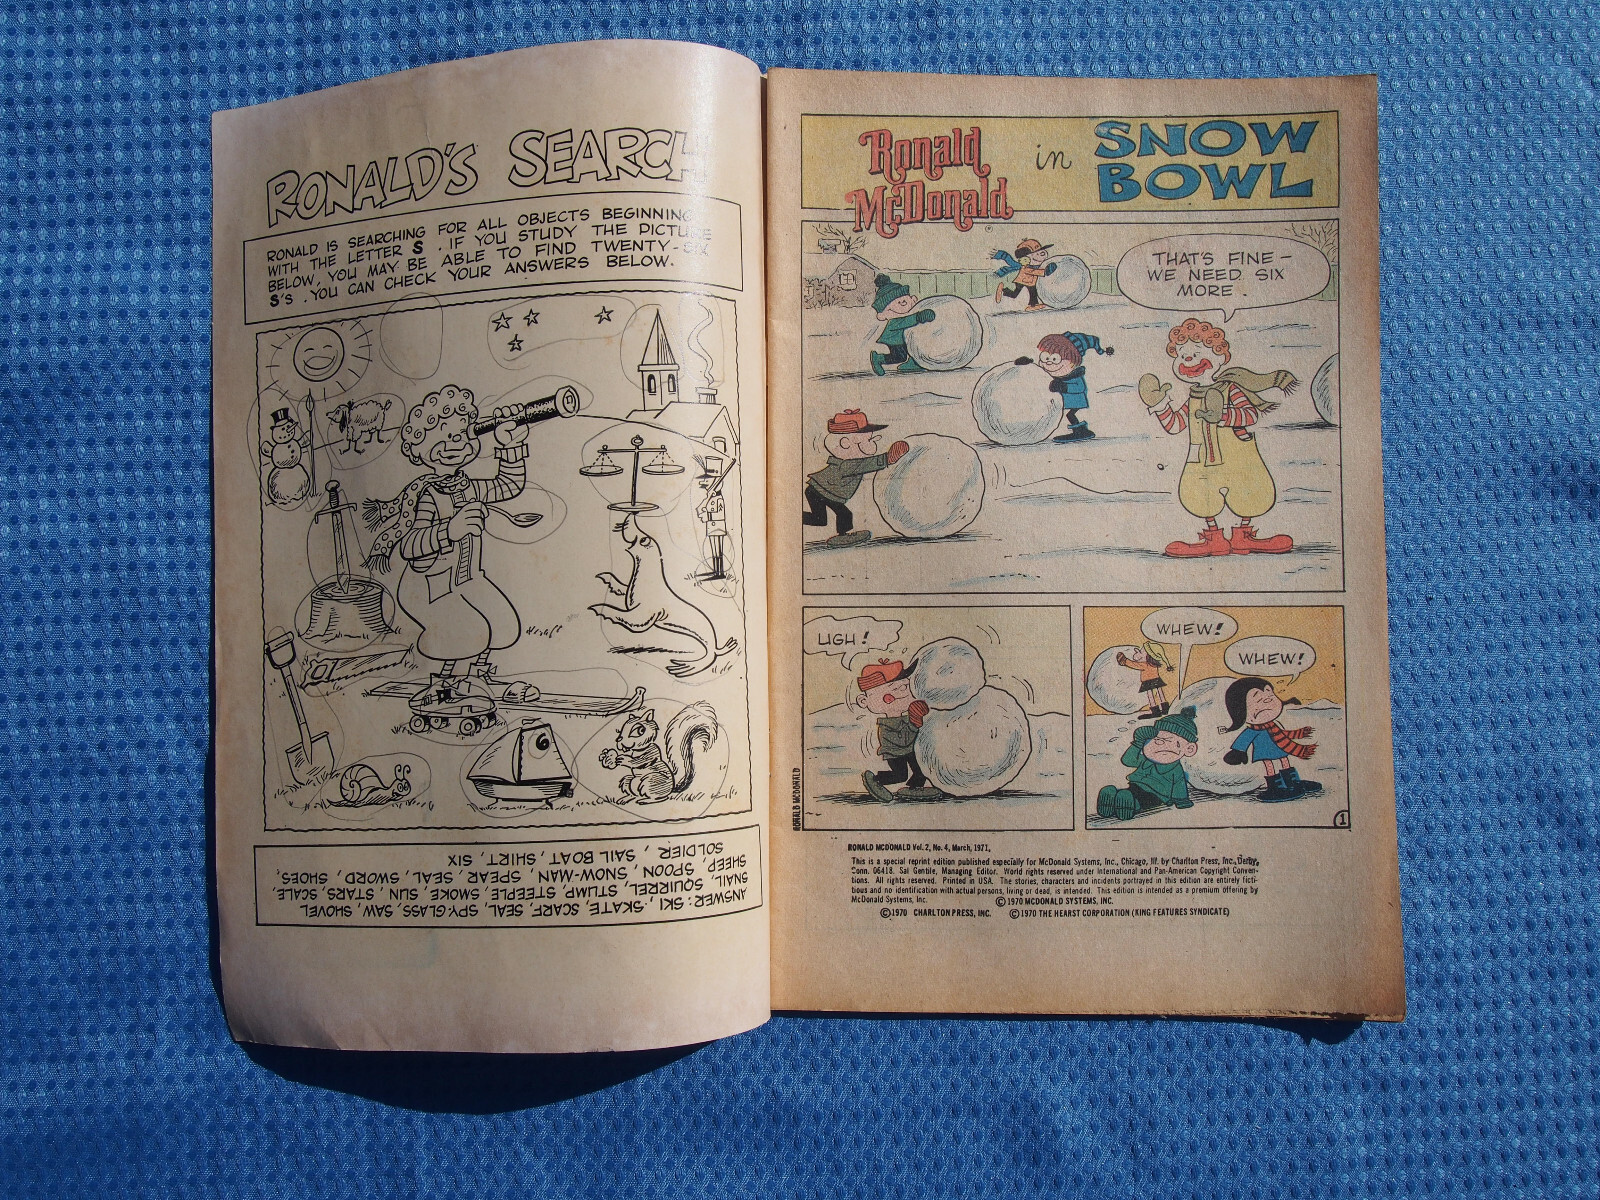 RONALD'S SEARCH
RONALD IS SEARCHING FOR ALL OBJECTS BEGINNING
WITH THE LETTER S . IF YOU STUDY THE PICTURE
BELOW, YOU MAY BE ABLE TO FIND TWENTY-SIX
S's . YOU CAN CHECK YOUR ANSWERS BELOW.
6
ANSWER: SKI, SKATE, SCARF, SEAL, SPY-GLASS, SAW, SHOVEL
SNAIL, SQUIRREL, STUMP, STEEPLE, SMOKE, SUN, STARS, SCALE,
SHEEP, SPOON, SNOW-MAN, SPEAR, SEAL, SWORD, SHOES,
SOLDIER, SAIL BOAT, SHIRT, SIX
Ronald
McDonald
in
SNOW
BOWL
THAT'S FINE –
WE NEED SIX
MORE.
UGH!
WHEW!
WHEW!
RONALD MCDONALD
1
RONALD MCDONALD Vol. 2, No. 4, March, 1971,
This is a special reprint edition published especially for McDonald Systems, Inc., Chicago, Ill. by Charlton Press, Inc., Derby,
Conn. 06418. Sal Gentile, Managing Editor. World rights reserved under International and Pan-American Copyright Conven-
tions. All rights reserved. Printed in USA. The stories, characters and incidents portrayed in this edition are entirely ficti-
tious and no identification with actual persons, living or dead, is intended. This edition is intended as a premium offering by
McDonald Systems, Inc. ©1970 MCDONALD SYSTEMS, INC.
©1970 CHARLTON PRESS, INC. ©1970 THE HEARST CORPORATION (KING FEATURES SYNDICATE)